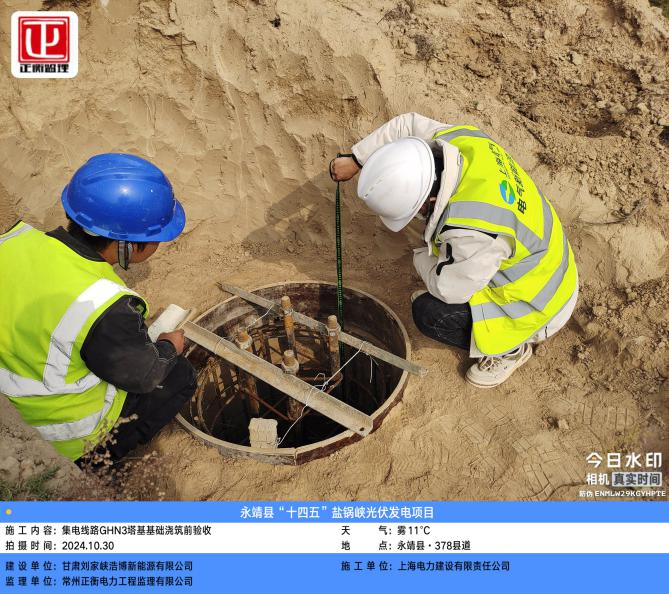 正衡监理
今日水印
相机 真实时间
防伪 ENMLW29KGYHPTE
永靖县“十四五”盐锅峡光伏发电项目
施工内容：集电线路GHN3塔基基础浇筑前验收
天 气：雾 11℃
拍摄时间：2024.10.30
地 点：永靖县·378县道
建设单位：甘肃刘家峡浩博新能源有限公司
施工单位：上海电力建设有限责任公司
监理单位：常州正衡电力工程监理有限公司